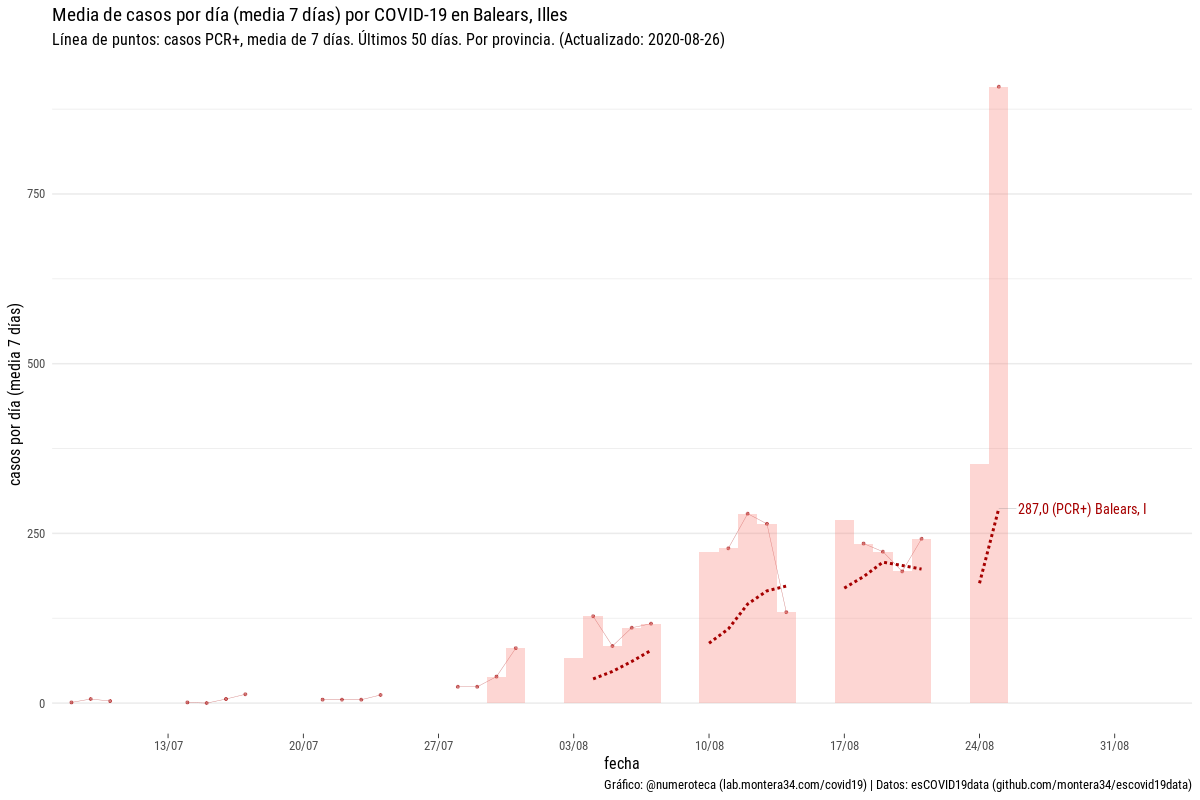 Media de casos por día (media 7 días) por COVID-19 en Balears, Illes
Línea de puntos: casos PCR+, media de 7 días. Últimos 50 días. Por provincia. (Actualizado: 2020-08-26)
casos por día (media 7 días)
750
500
250
0
287,0 (PCR+) Balears, I
13/07
20/07
27/07
03/08
10/08
17/08
24/08
31/08
fecha
Gráfico: @numeroteca (lab.montera34.com/covid19) | Datos: esCOVID19data (github.com/montera34/escovid19data)